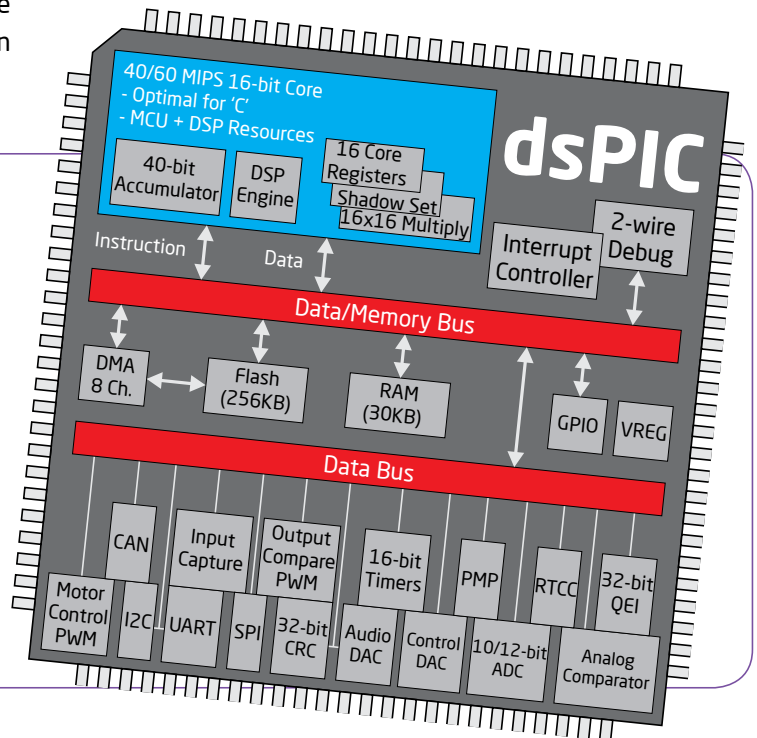 e
n
40/60 MIPS 16-bit Core
- Optimal for ‘C’
- MCU + DSP Resources
dsPIC
40-bit
Accumulator
DSP
Engine
16 Core
Registers
Shadow Set
16x16 Multiply
Interrupt
Controller
2-wire
Debug
Instruction
Data
Data/Memory Bus
DMA
8 Ch.
Flash
(256KB)
RAM
(30KB)
GPIO
VREG
Data Bus
CAN
Input
Capture
Output
Compare
PWM
16-bit
Timers
PMP
RTCC
32-bit
QEI
Motor
Control
PWM
I2C
UART
SPI
32-bit
CRC
Audio
DAC
Control
DAC
10/12-bit
ADC
Analog
Comparator